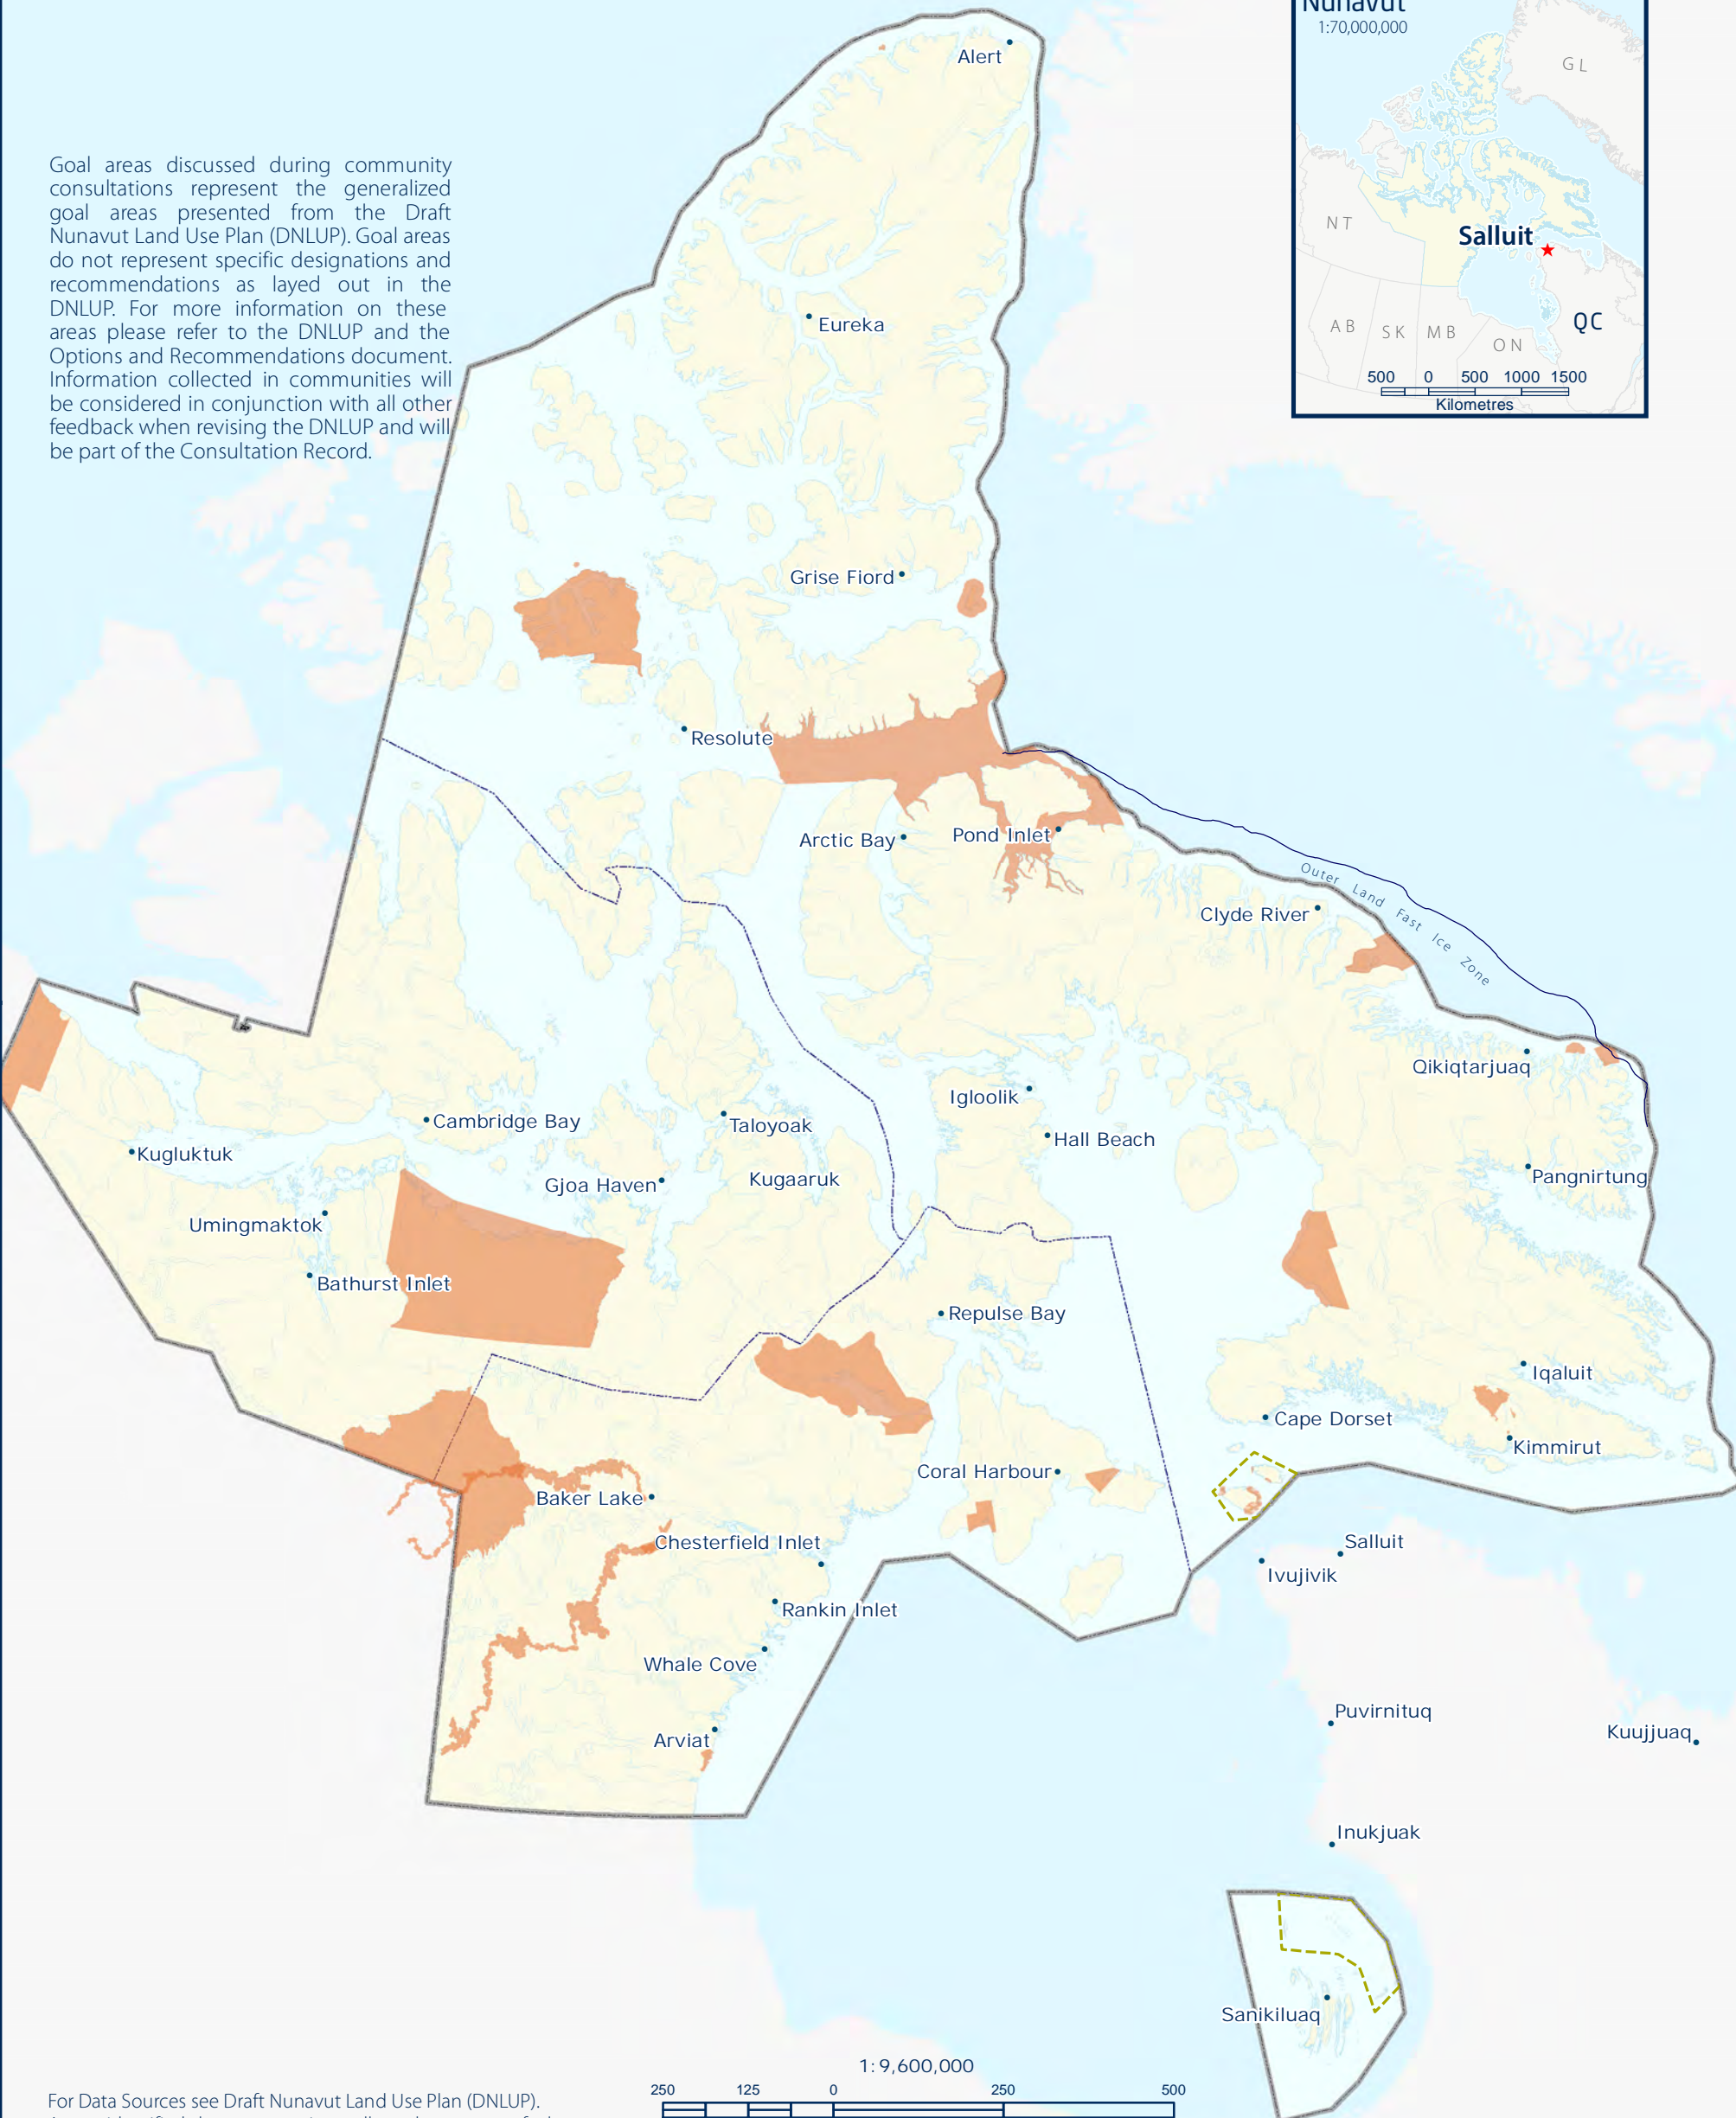 Nunavut
1:70,000,000
GL
NT
Salluit
QC
AB
SK
MB
ON
500 0 500 1000 1500
Kilometres
Goal areas discussed during community
consultations represent the generalized
goal areas presented from the Draft
Nunavut Land Use Plan (DNLUP). Goal areas
do not represent specific designations and
recommendations as layed out in the
DNLUP. For more information on these
areas please refer to the DNLUP and the
Options and Recommendations document.
Information collected in communities will
be considered in conjunction with all other
feedback when revising the DNLUP and will
be part of the Consultation Record.
Alert
Eureka
Grise Fiord
Resolute
Arctic Bay
Pond Inlet
Clyde River
Outer Land Fast Ice Zone
Qikiqtarjuaq
Igloolik
Cambridge Bay
Taloyoak
Hall Beach
Kugluktuk
Gjoa Haven
Kugaaruk
Pangnirtung
Umingmaktok
Bathurst Inlet
Repulse Bay
Iqaluit
Cape Dorset
Kimmirut
Coral Harbour
Baker Lake
Chesterfield Inlet
Salluit
Ivujivik
Rankin Inlet
Whale Cove
Puvirnituq
Kuujjuaq
Arviat
Inukjuak
Sanikiluaq
1:9,600,000
250 125 0 250 500
For Data Sources see Draft Nunavut Land Use Plan (DNLUP).